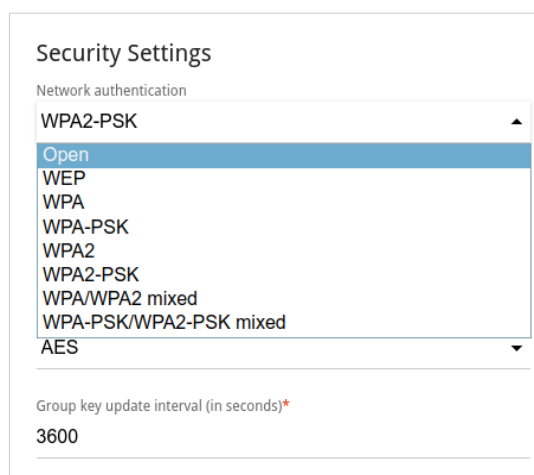 Security Settings
Network authentication
WPA2-PSK
Open
WEP
WPA
WPA-PSK
WPA2
WPA2-PSK
WPA/WPA2 mixed
WPA-PSK/WPA2-PSK mixed
AES
Group key update interval (in seconds)*
3600